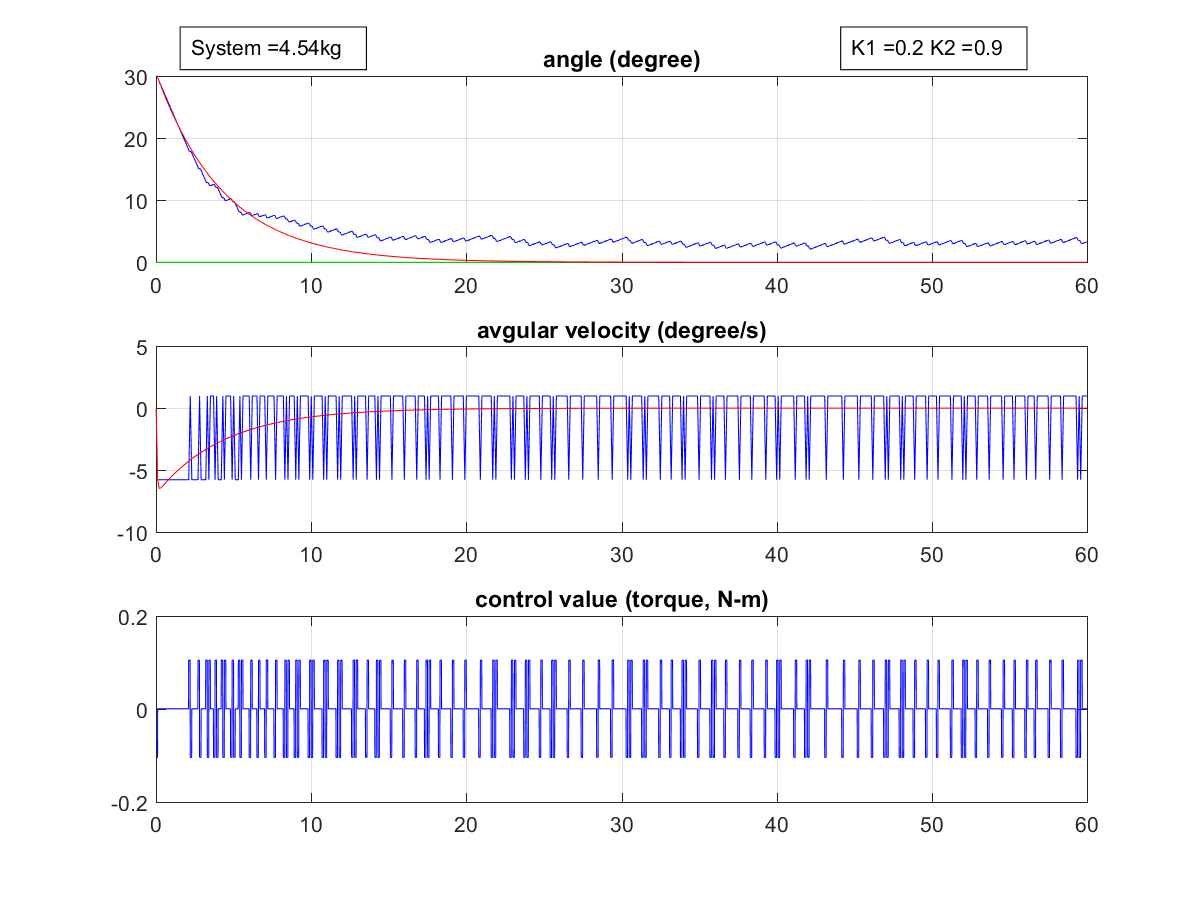 System =4.54kg
K1 =0.2 K2 =0.9
angle (degree)
30
20
10
0
0 10 20 30 40 50 60
avgular velocity (degree/s)
5
0
-5
-10
0 10 20 30 40 50 60
control value (torque, N-m)
0.2
0
-0.2
0 10 20 30 40 50 60